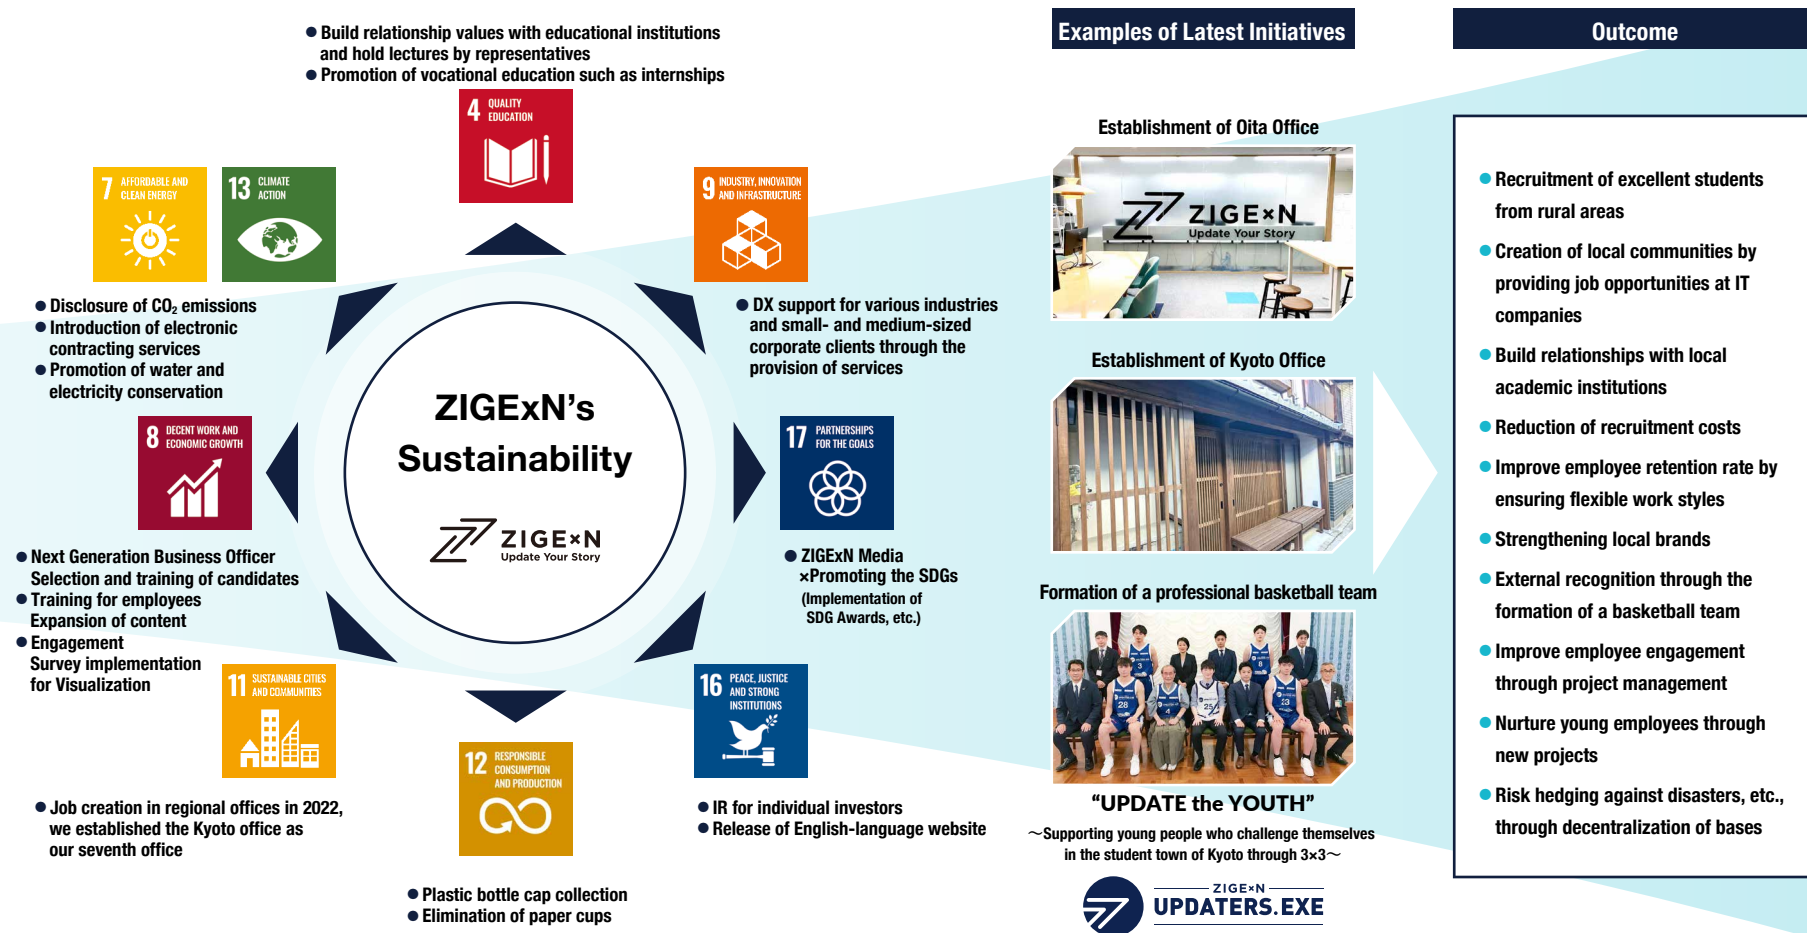 ● Build relationship values with educational institutions
and hold lectures by representatives
● Promotion of vocational education such as internships
4 QUALITY
EDUCATION
7 AFFORDABLE AND
CLEAN ENERGY
13 CLIMATE
ACTION
● Disclosure of CO₂ emissions
● Introduction of electronic
contracting services
● Promotion of water and
electricity conservation
9 INDUSTRY, INNOVATION
AND INFRASTRUCTURE
● DX support for various industries
and small- and medium-sized
corporate clients through the
provision of services
ZIGExN's
Sustainability
ZIGE×N
Update Your Story
8 DECENT WORK AND
ECONOMIC GROWTH
● Next Generation Business Officer
Selection and training of candidates
● Training for employees
Expansion of content
● Engagement
Survey implementation
for Visualization
17 PARTNERSHIPS
FOR THE GOALS
● ZIGExN Media
×Promoting the SDGs
(Implementation of
SDG Awards, etc.)
11 SUSTAINABLE CITIES
AND COMMUNITIES
● Job creation in regional offices in 2022,
we established the Kyoto office as
our seventh office
12 RESPONSIBLE
CONSUMPTION
AND PRODUCTION
● Plastic bottle cap collection
● Elimination of paper cups
16 PEACE, JUSTICE
AND STRONG
INSTITUTIONS
● IR for individual investors
● Release of English-language website
Examples of Latest Initiatives
Establishment of Oita Office
ZIGE×N
Update Your Story
Establishment of Kyoto Office
Formation of a professional basketball team
3
8
28
4
25
23
“UPDATE the YOUTH”
～Supporting young people who challenge themselves
in the student town of Kyoto through 3×3～
ZIGE×N
UPDATERS.EXE
Outcome
● Recruitment of excellent students
from rural areas
● Creation of local communities by
providing job opportunities at IT
companies
● Build relationships with local
academic institutions
● Reduction of recruitment costs
● Improve employee retention rate by
ensuring flexible work styles
● Strengthening local brands
● External recognition through the
formation of a basketball team
● Improve employee engagement
through project management
● Nurture young employees through
new projects
● Risk hedging against disasters, etc.,
through decentralization of bases